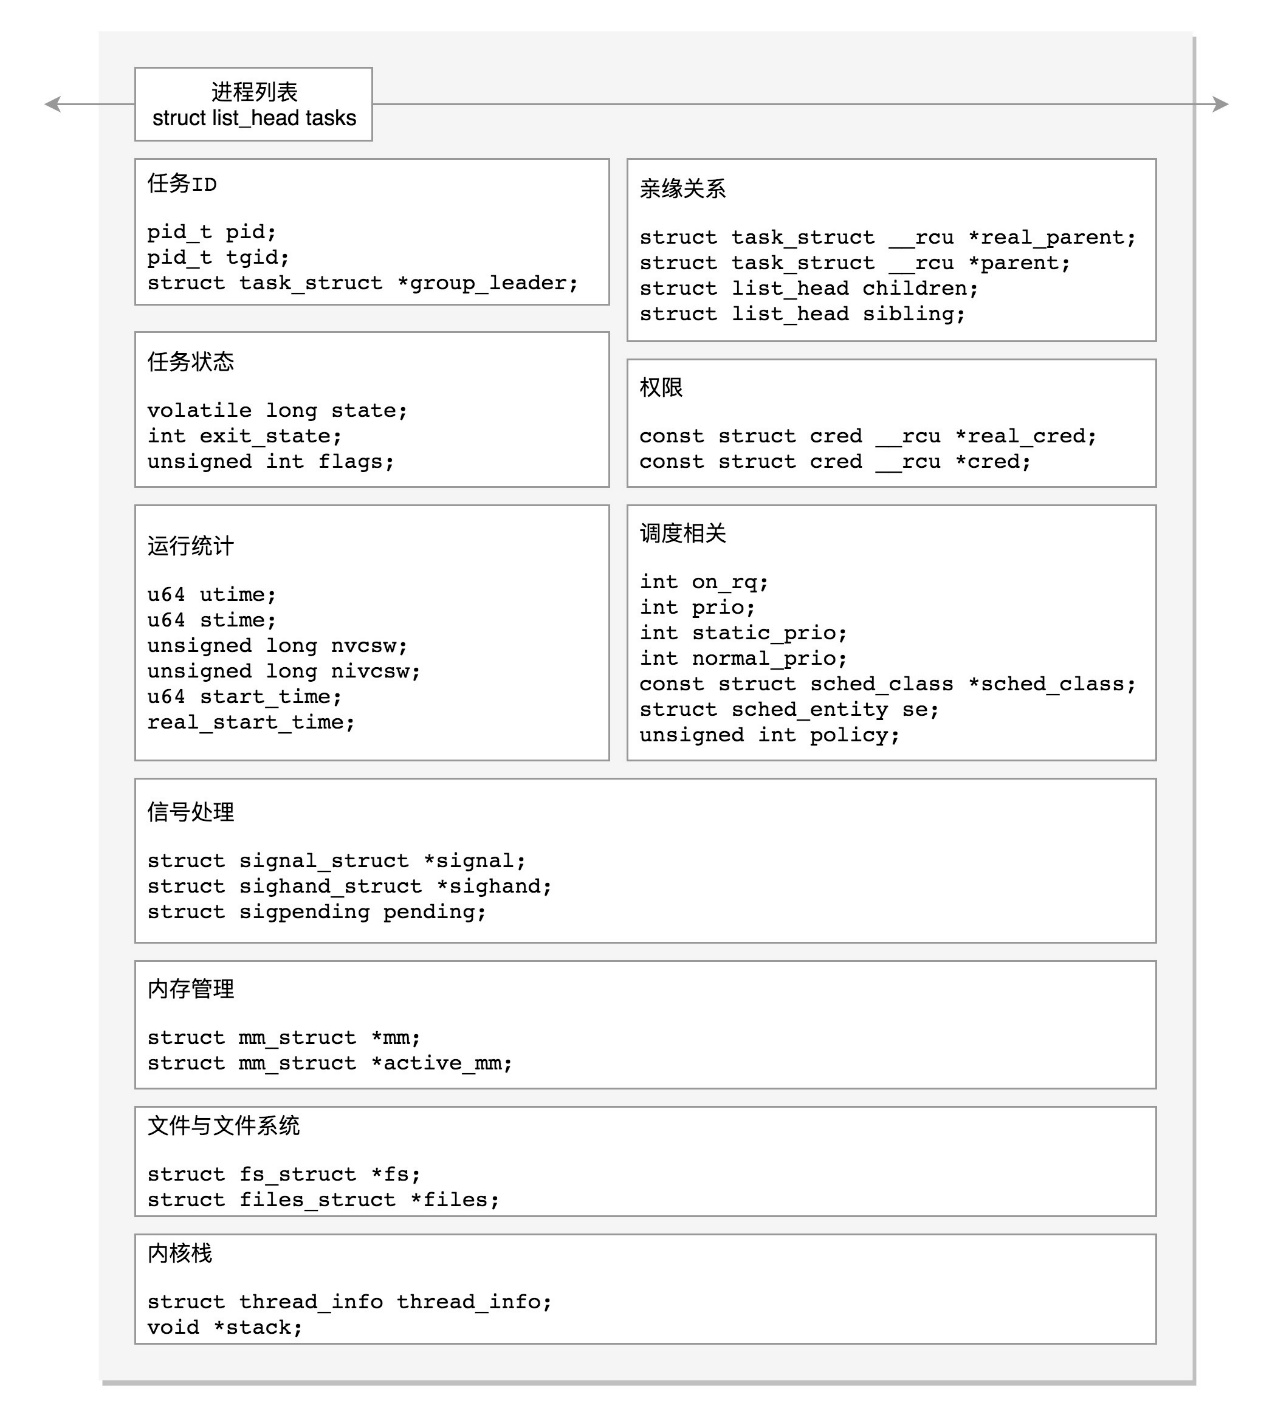 进程列表
struct list_head tasks
任务ID
pid_t pid;
pid_t tgid;
struct task_struct *group_leader;
亲缘关系
struct task_struct __rcu *real_parent;
struct task_struct __rcu *parent;
struct list_head children;
struct list_head sibling;
任务状态
volatile long state;
int exit_state;
unsigned int flags;
权限
const struct cred __rcu *real_cred;
const struct cred __rcu *cred;
运行统计
u64 utime;
u64 stime;
unsigned long nvcsw;
unsigned long nivcsw;
u64 start_time;
real_start_time;
调度相关
int on_rq;
int prio;
int static_prio;
int normal_prio;
const struct sched_class *sched_class;
struct sched_entity se;
unsigned int policy;
信号处理
struct signal_struct *signal;
struct sighand_struct *sighand;
struct sigpending pending;
内存管理
struct mm_struct *mm;
struct mm_struct *active_mm;
文件与文件系统
struct fs_struct *fs;
struct files_struct *files;
内核栈
struct thread_info thread_info;
void *stack;